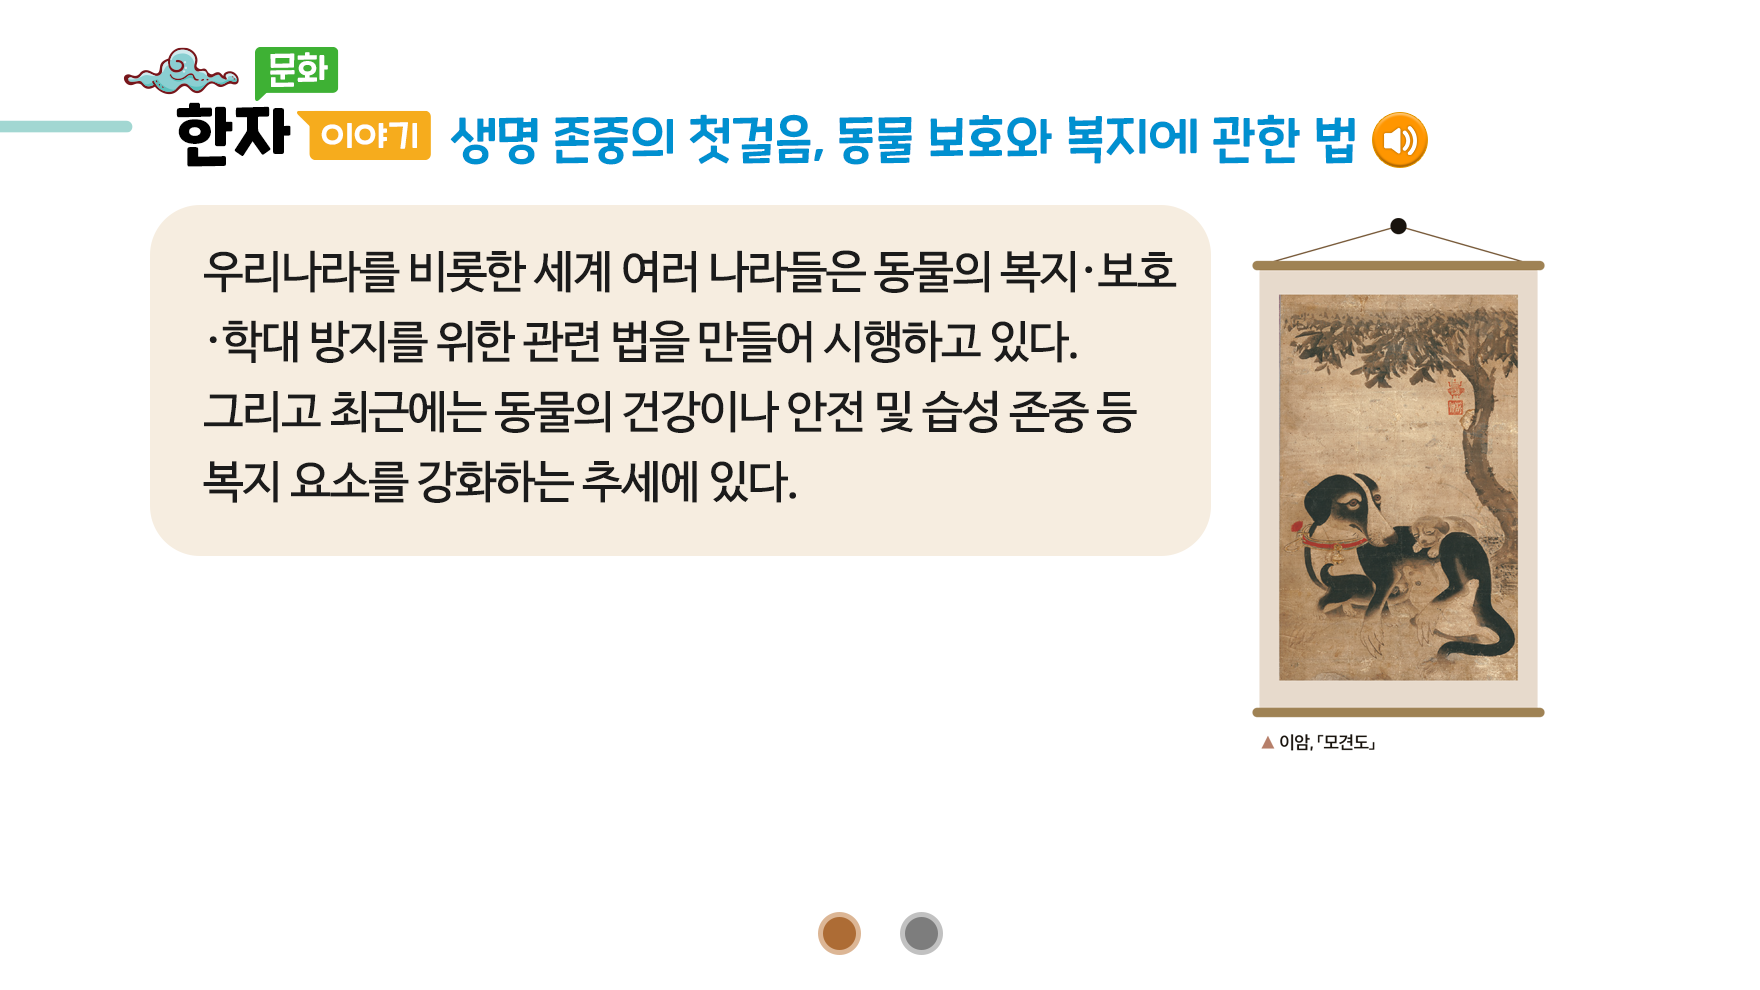 문화
한자 이야기 생명 존중의 첫걸음, 동물 보호와 복지에 관한 법
우리나라를 비롯한 세계 여러 나라들은 동물의 복지·보호
·학대 방지를 위한 관련 법을 만들어 시행하고 있다.
그리고 최근에는 동물의 건강이나 안전 및 습성 존중 등
복지 요소를 강화하는 추세에 있다.
▲ 이암, 「모견도」